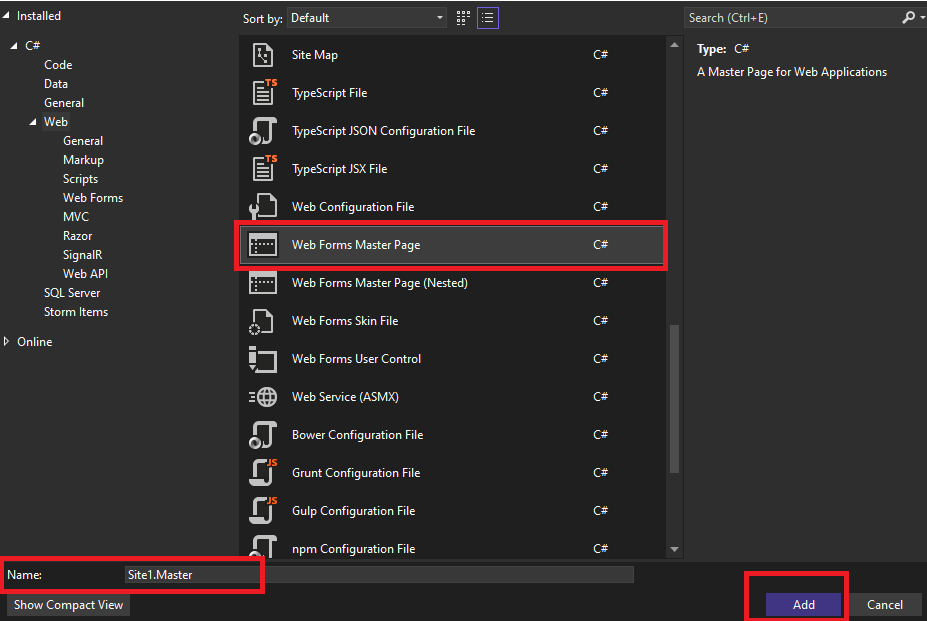 Installed
C#
Code
Data
General
Web
General
Markup
Scripts
Web Forms
MVC
Razor
SignalR
Web API
SQL Server
Storm Items
Online
Sort by: Default
Site Map C#
TS TypeScript File C#
TypeScript JSON Configuration File C#
TS TypeScript JSX File C#
Web Configuration File C#
Web Forms Master Page C#
Web Forms Master Page (Nested) C#
Web Forms Skin File C#
Web Forms User Control C#
Web Service (ASMX) C#
Bower Configuration File C#
JS Grunt Configuration File C#
JS Gulp Configuration File C#
npm Configuration File C#
Search (Ctrl+E)
Type: C#
A Master Page for Web Applications
Name: Site1.Master
Show Compact View
Add Cancel